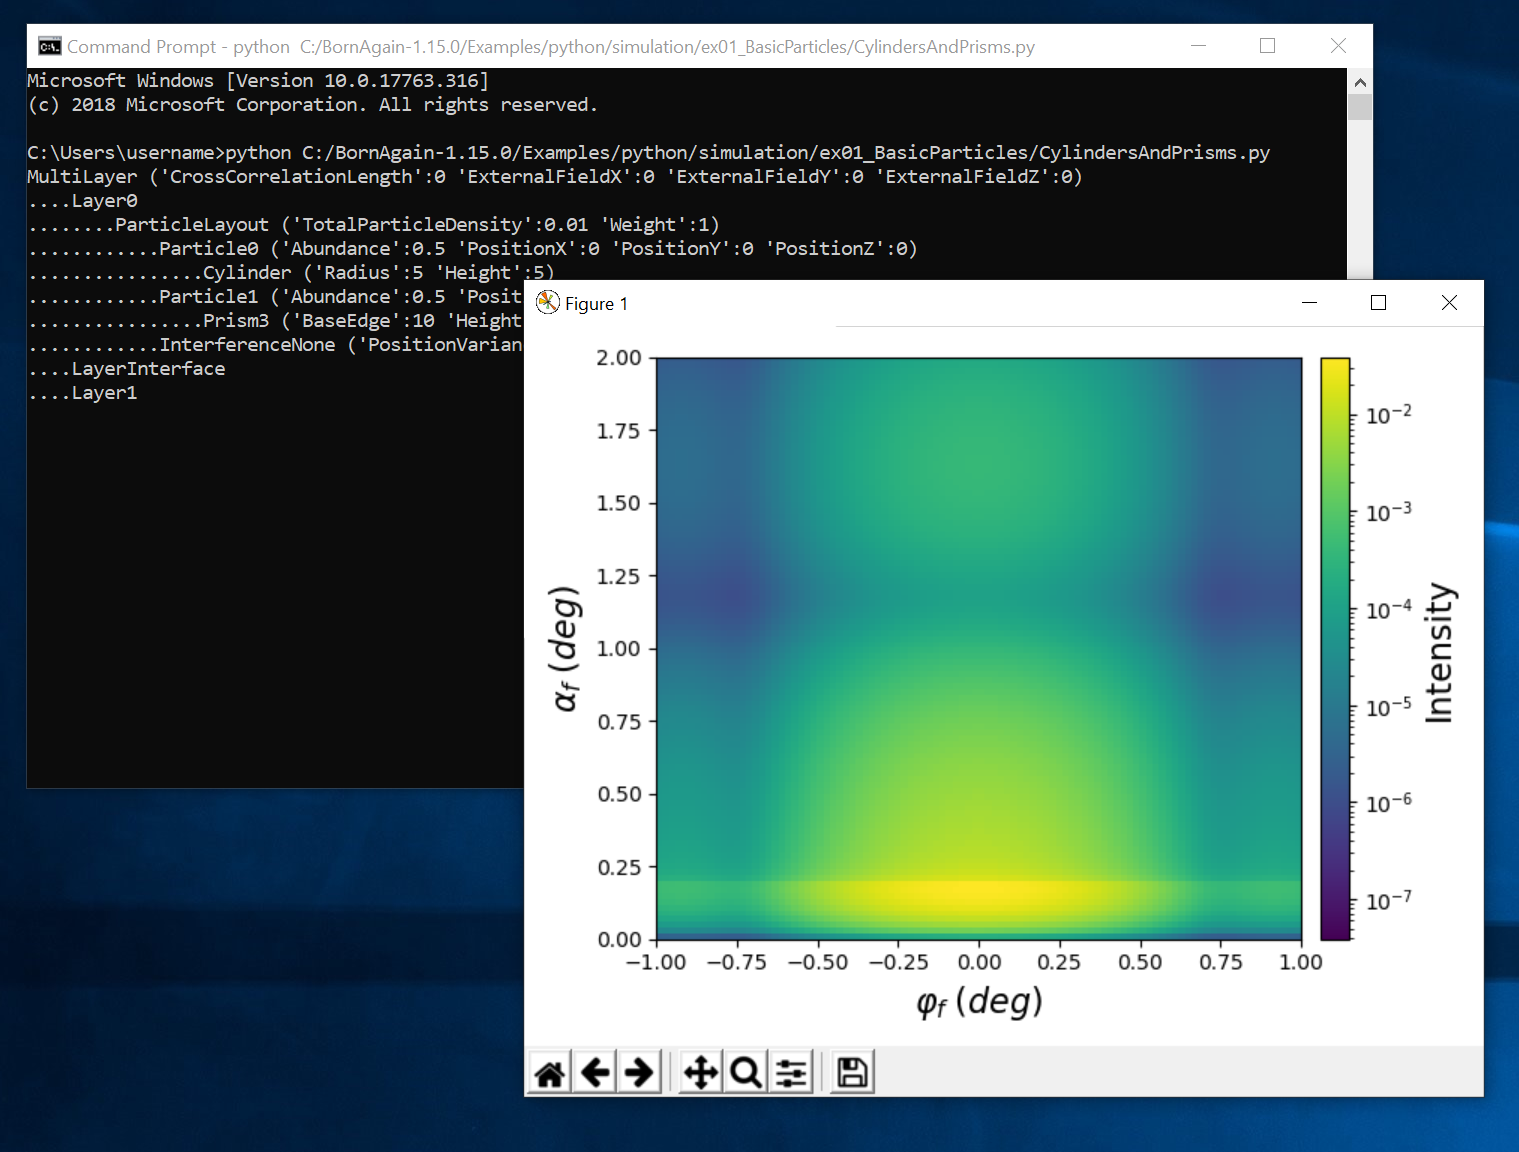 Command Prompt - python  C:/BornAgain-1.15.0/Examples/python/simulation/ex01_BasicParticles/CylindersAndPrisms.py
Microsoft Windows [Version 10.0.17763.316]
(c) 2018 Microsoft Corporation. All rights reserved.
C:\Users\username>python C:/BornAgain-1.15.0/Examples/python/simulation/ex01_BasicParticles/CylindersAndPrisms.py
MultiLayer ('CrossCorrelationLength':0 'ExternalFieldX':0 'ExternalFieldY':0 'ExternalFieldZ':0)
....Layer0
........ParticleLayout ('TotalParticleDensity':0.01 'Weight':1)
............Particle0 ('Abundance':0.5 'PositionX':0 'PositionY':0 'PositionZ':0)
................Cylinder ('Radius':5 'Height':5)
............Particle1 ('Abundance':0.5 'Posit
................Prism3 ('BaseEdge':10 'Height
............InterferenceNone ('PositionVarian
....LayerInterface
....Layer1
Figure 1
2.00
1.75
1.50
1.25
1.00
0.75
0.50
0.25
0.00
α_f (deg)
−1.00 −0.75 −0.50 −0.25 0.00 0.25 0.50 0.75 1.00
φ_f (deg)
10⁻²
10⁻³
10⁻⁴
10⁻⁵
10⁻⁶
10⁻⁷
Intensity